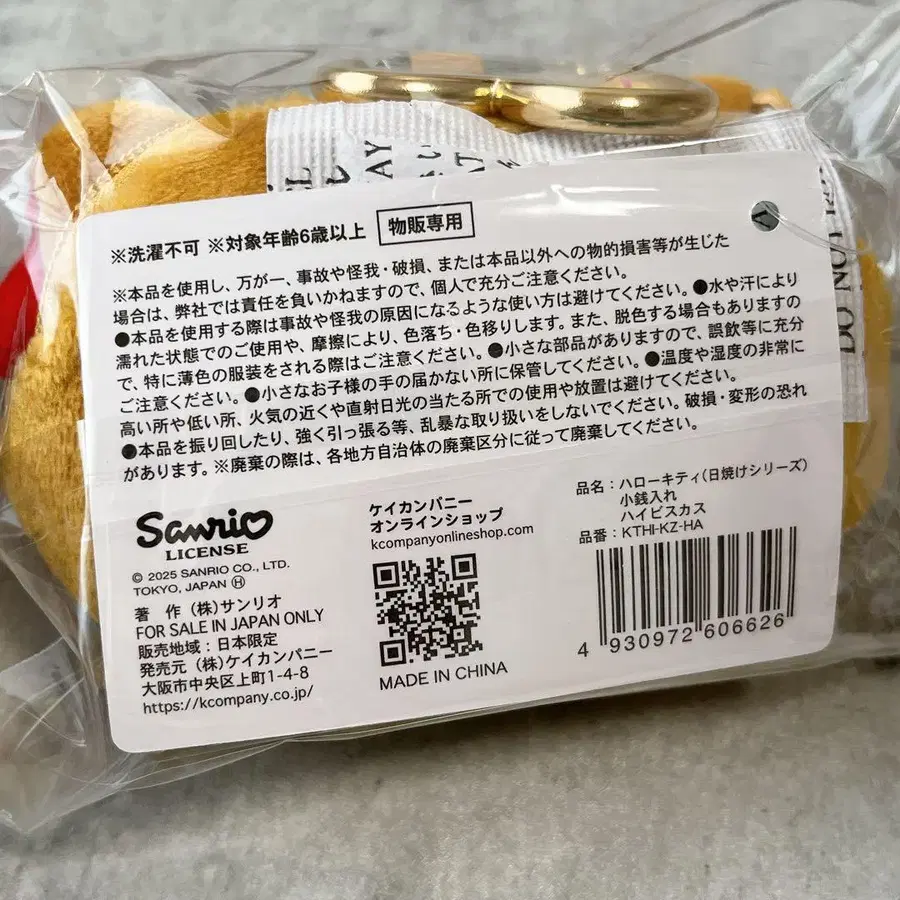 ※洗濯不可 ※対象年齢6歳以上 物販専用
※本品を使用し、万が一、事故や怪我・破損、または本品以外への物的損害等が生じた
場合は、弊社では責任を負いかねますので、個人で充分ご注意ください。
●本品を使用する際は事故や怪我の原因になるような使い方は避けてください。●水や汗により
濡れた状態でのご使用や、摩擦により、色落ち・色移りします。また、脱色する場合もありますの
で、特に薄色の服装をされる際はご注意ください。●小さな部品がありますので、誤飲等に充分
ご注意ください。●小さなお子様の手の届かない所に保管してください。●温度や湿度の非常に
高い所や低い所、火気の近くや直射日光の当たる所での使用や放置は避けてください。
●本品を振り回したり、強く引っ張る等、乱暴な取り扱いをしないでください。破損・変形の恐れ
があります。※廃棄の際は、各地方自治体の廃棄区分に従って廃棄してください。
Sanrio
LICENSE
© 2025 SANRIO CO., LTD.
TOKYO, JAPAN Ⓗ
著 作 (株)サンリオ
FOR SALE IN JAPAN ONLY
販売地域：日本限定
発売元 (株)ケイカンパニー
大阪市中央区上町1-4-8
https://kcompany.co.jp/
ケイカンパニー
オンラインショップ
kcompanyonlineshop.com
MADE IN CHINA
品名：ハローキティ(日焼けシリーズ)
小銭入れ
ハイビスカス
品番：KTHI-KZ-HA
4 930972 606626
DO NOT